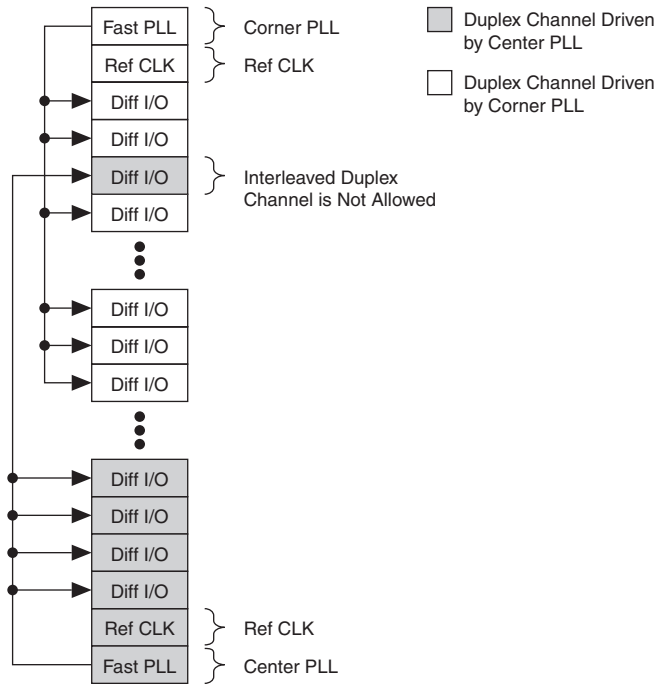 Fast PLL
Corner PLL
Ref CLK
Ref CLK
Diff I/O
Diff I/O
Diff I/O
Interleaved Duplex
Channel is Not Allowed
Diff I/O
Diff I/O
Diff I/O
Diff I/O
Diff I/O
Diff I/O
Diff I/O
Diff I/O
Ref CLK
Ref CLK
Fast PLL
Center PLL
Duplex Channel Driven
by Center PLL
Duplex Channel Driven
by Corner PLL